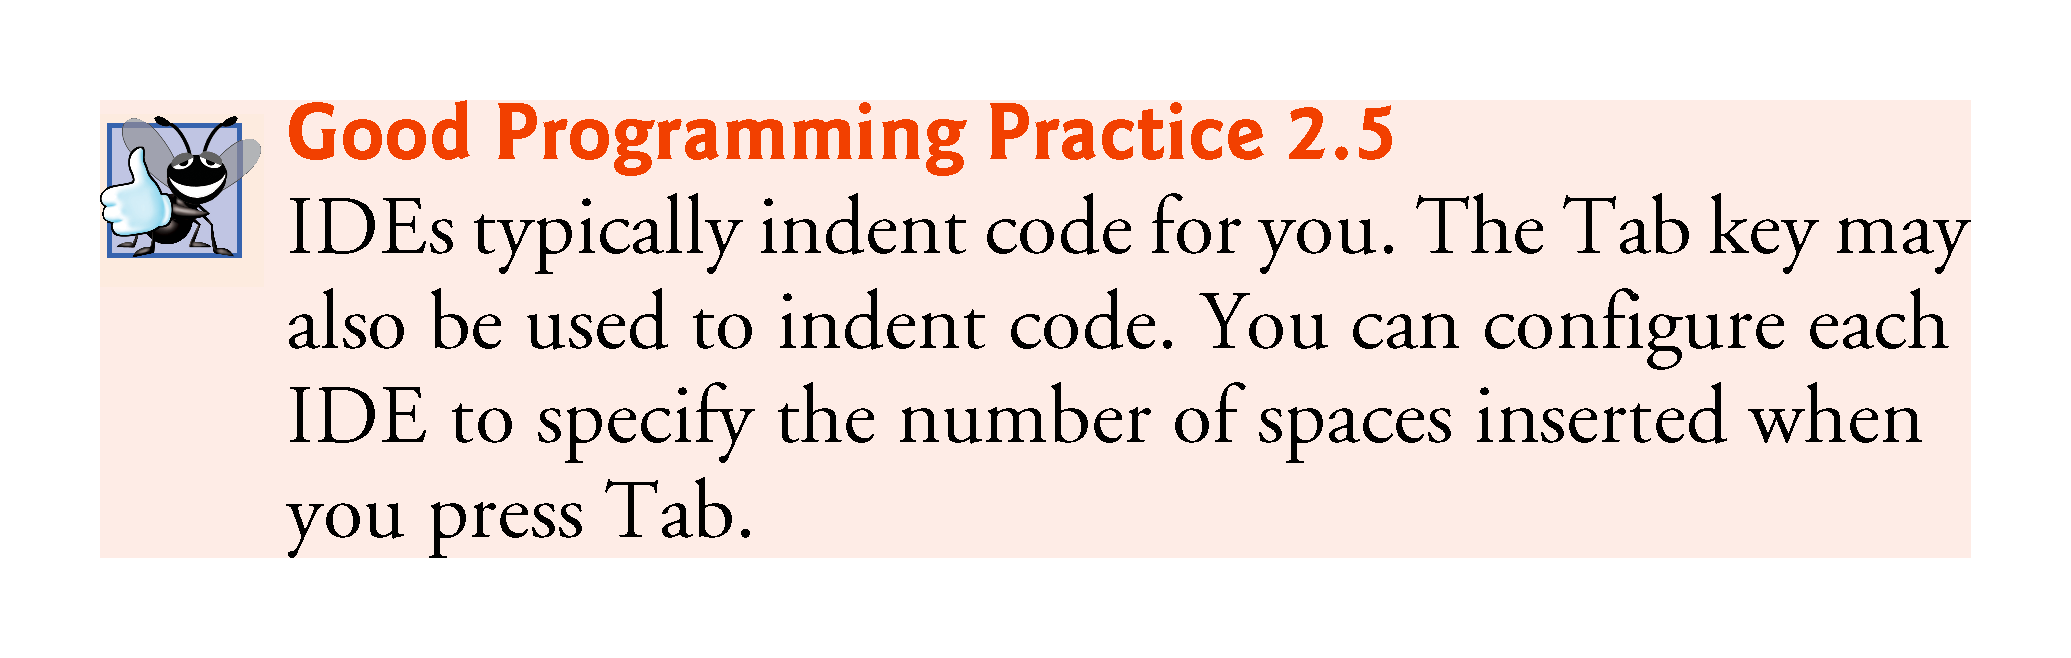 Good Programming Practice 2.5
IDEs typically indent code for you. The Tab key may
also be used to indent code. You can configure each
IDE to specify the number of spaces inserted when
you press Tab.